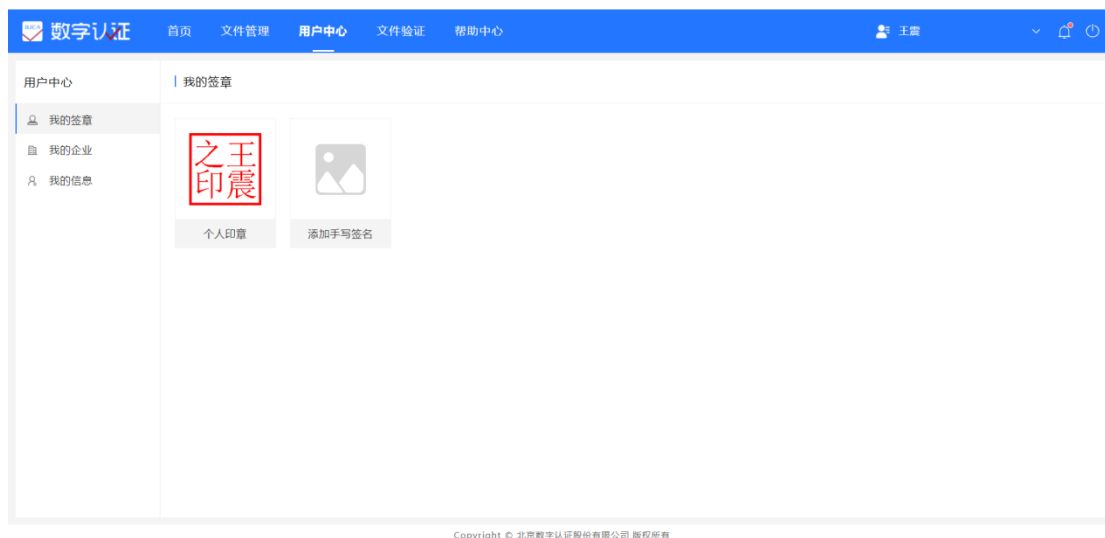 数字认证 首页 文件管理 用户中心 文件验证 帮助中心 王震
用户中心
我的签章
我的企业
我的信息
我的签章
王震
之印
个人印章
添加手写签名
Copyright © 北京数字认证股份有限公司 版权所有